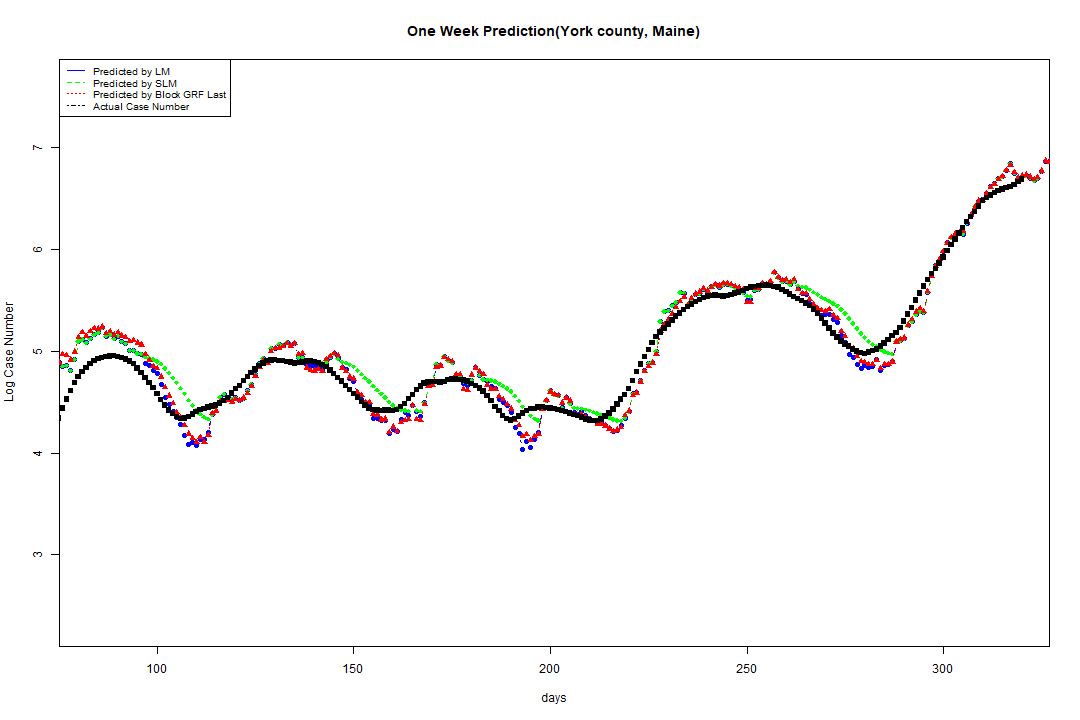 One Week Prediction(York county, Maine)
Predicted by LM
Predicted by SLM
Predicted by Block GRF Last
Actual Case Number
Log Case Number
7
6
5
4
3
100 150 200 250 300
days